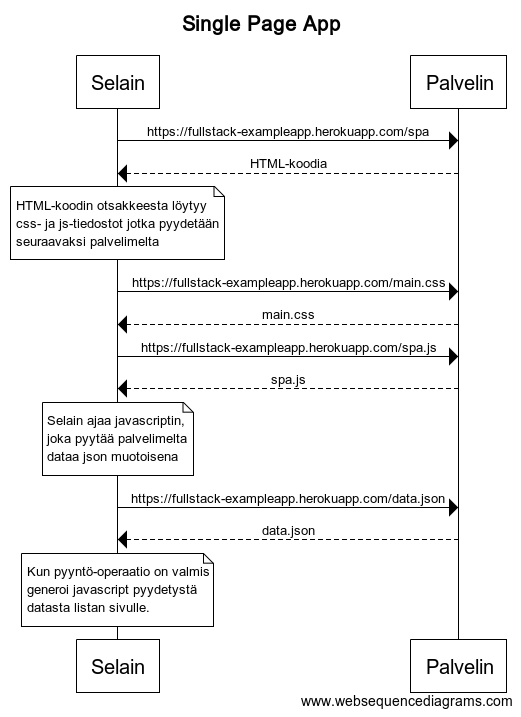 Single Page App
Selain
Palvelin
https://fullstack-exampleapp.herokuapp.com/spa
HTML-koodia
HTML-koodin otsakkeesta löytyy
css- ja js-tiedostot jotka pyydetään
seuraavaksi palvelimelta
https://fullstack-exampleapp.herokuapp.com/main.css
main.css
https://fullstack-exampleapp.herokuapp.com/spa.js
spa.js
Selain ajaa javascriptin,
joka pyytää palvelimelta
dataa json muotoisena
https://fullstack-exampleapp.herokuapp.com/data.json
data.json
Kun pyyntö-operaatio on valmis
generoi javascript pyydetystä
datasta listan sivulle.
Selain
Palvelin
www.websequencediagrams.com